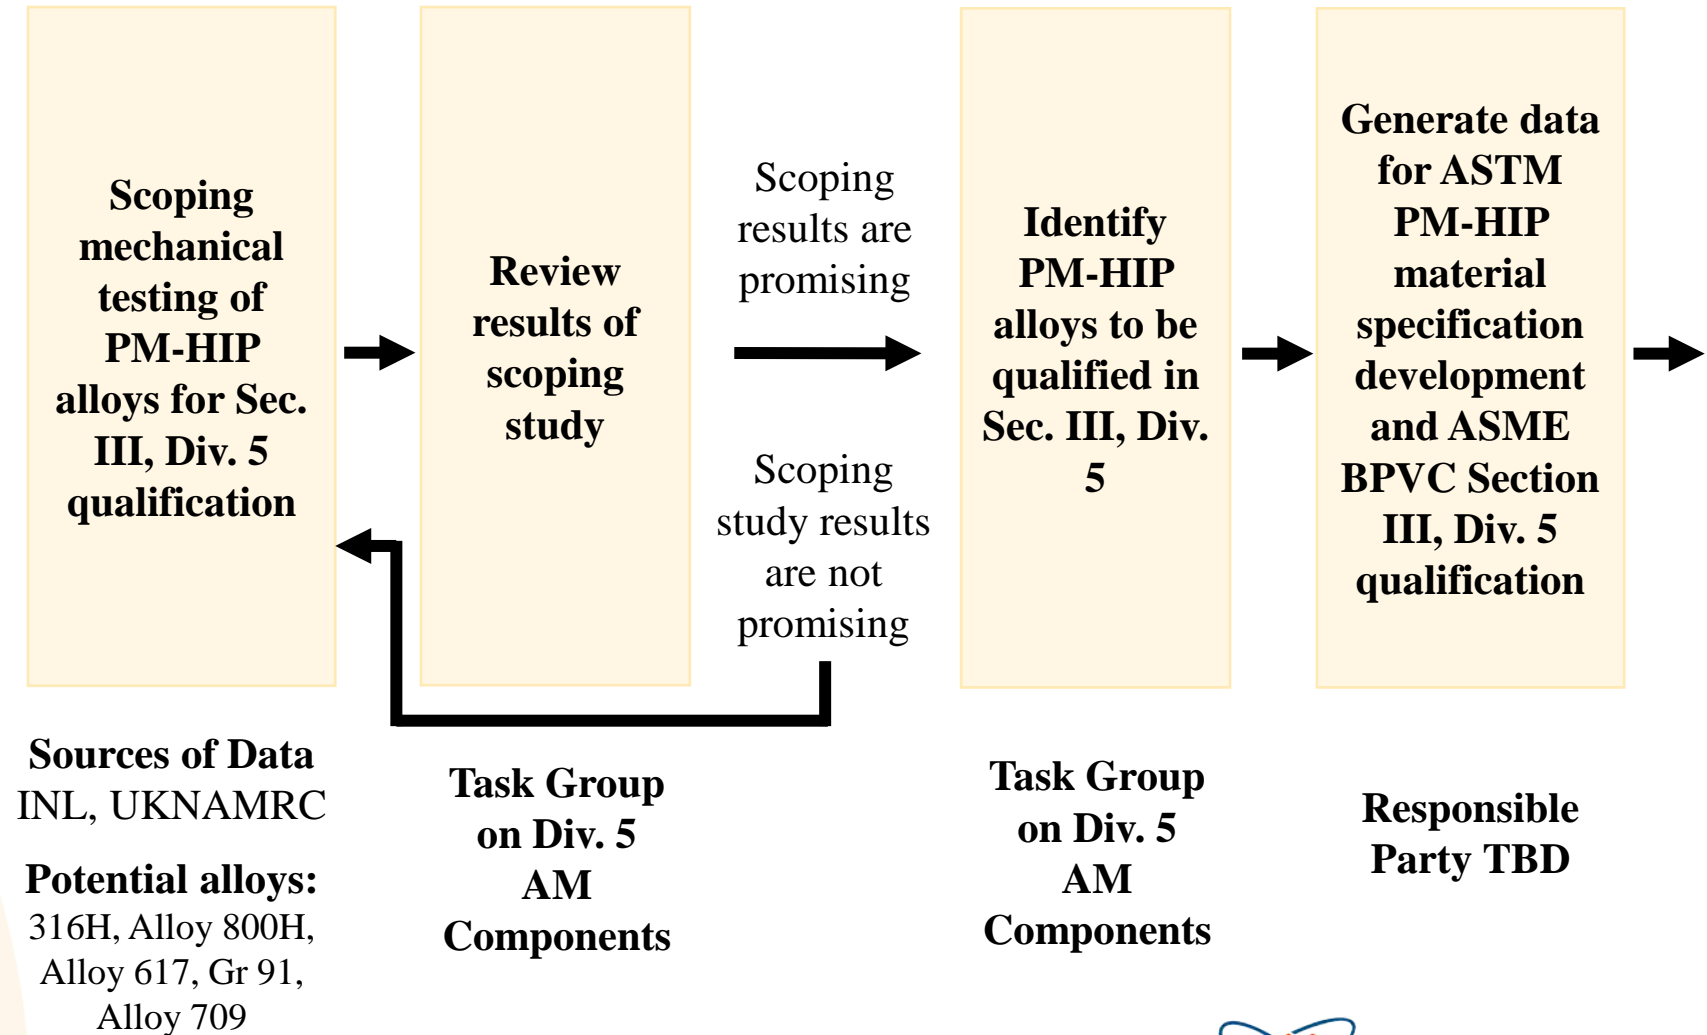 Scoping
mechanical
testing of
PM-HIP
alloys for Sec.
III, Div. 5
qualification
Review
results of
scoping
study
Scoping
results are
promising
Scoping
study results
are not
promising
Identify
PM-HIP
alloys to be
qualified in
Sec. III, Div.
5
Generate data
for ASTM
PM-HIP
material
specification
development
and ASME
BPVC Section
III, Div. 5
qualification
Sources of Data
INL, UKNAMRC
Potential alloys:
316H, Alloy 800H,
Alloy 617, Gr 91,
Alloy 709
Task Group
on Div. 5
AM
Components
Task Group
on Div. 5
AM
Components
Responsible
Party TBD